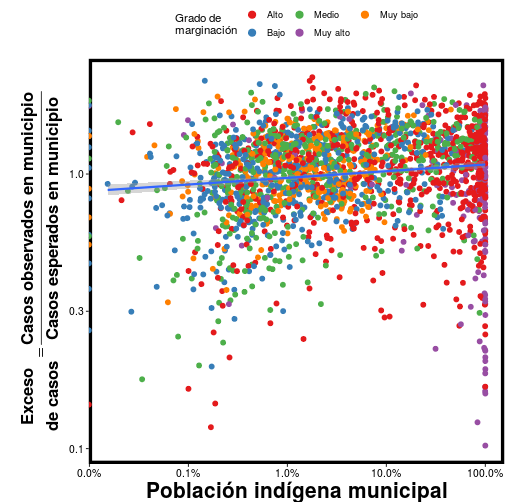 Grado de
marginación
Alto
Medio
Muy bajo
Bajo
Muy alto
Exceso
de casos
=
Casos observados en municipio
Casos esperados en municipio
1.0
0.3
0.1
0.0%
0.1%
1.0%
10.0%
100.0%
Población indígena municipal